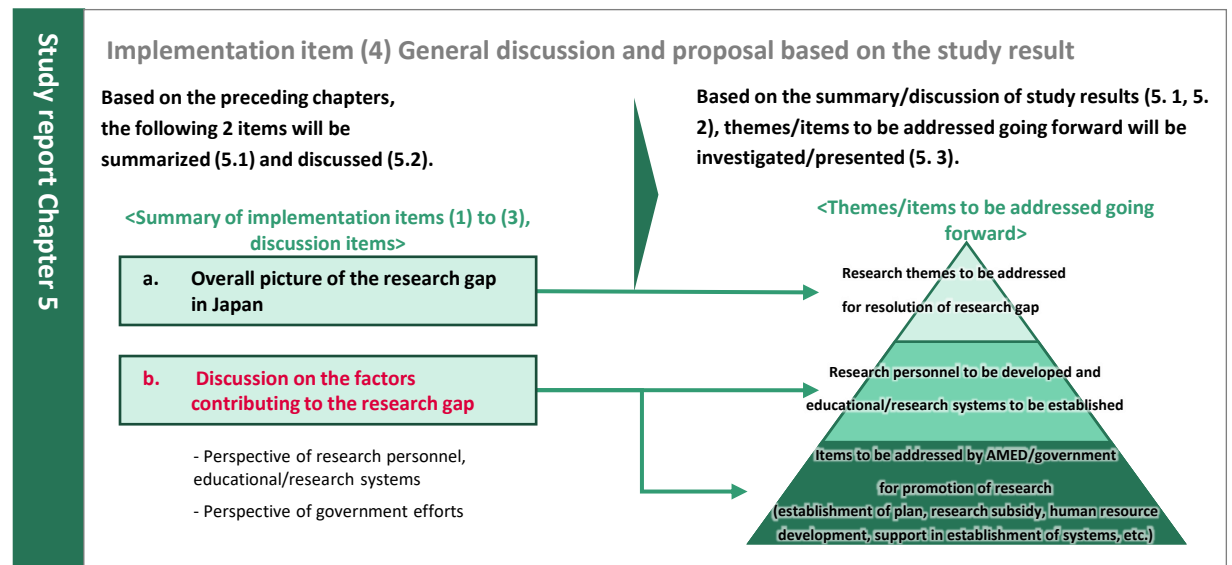 Study report Chapter 5
Implementation item (4) General discussion and proposal based on the study result
Based on the preceding chapters,
the following 2 items will be
summarized (5.1) and discussed (5.2).
<Summary of implementation items (1) to (3),
discussion items>
a. Overall picture of the research gap
in Japan
b. Discussion on the factors
contributing to the research gap
- Perspective of research personnel,
educational/research systems
- Perspective of government efforts
Based on the summary/discussion of study results (5. 1, 5.
2), themes/items to be addressed going forward will be
investigated/presented (5. 3).
<Themes/items to be addressed going
forward>
Research themes to be addressed
for resolution of research gap
Research personnel to be developed and
educational/research systems to be established
Items to be addressed by AMED/government
for promotion of research
(establishment of plan, research subsidy, human resource
development, support in establishment of systems, etc.)